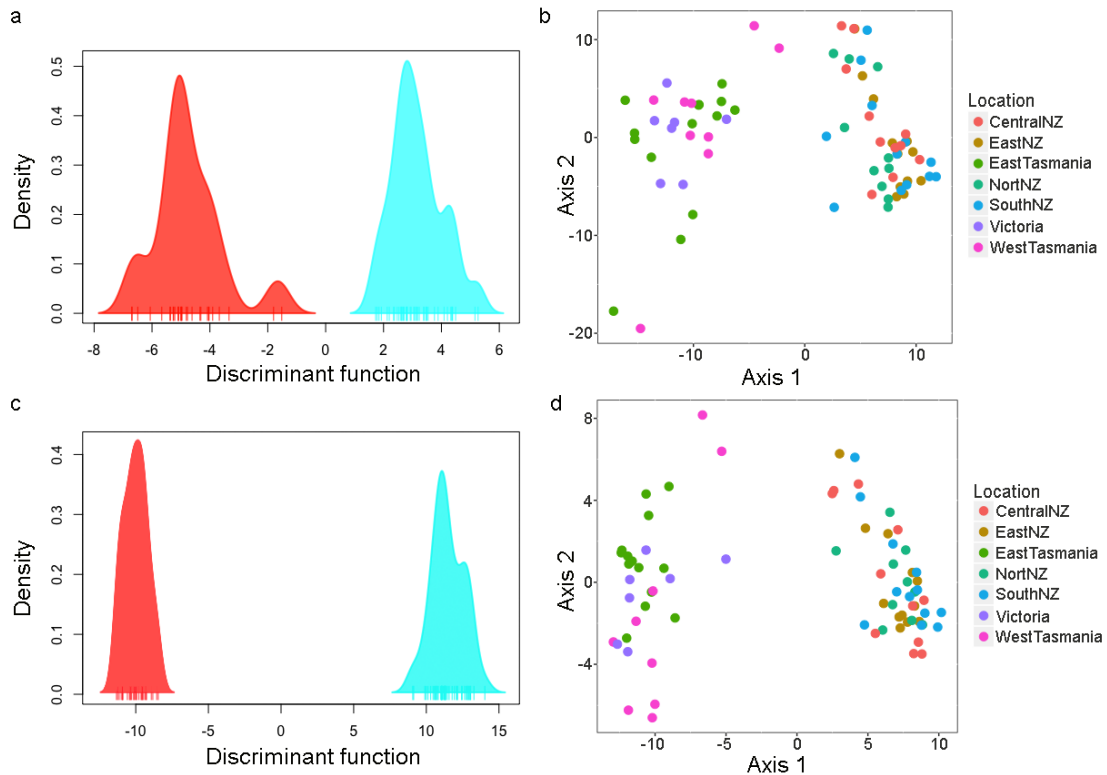 a
Density
0.0 0.1 0.2 0.3 0.4 0.5
-8 -6 -4 -2 0 2 4 6
Discriminant function
b
Axis 2
10
0
-10
-20
-10 0 10
Axis 1
Location
CentralNZ
EastNZ
EastTasmania
NortNZ
SouthNZ
Victoria
WestTasmania
c
Density
0.0 0.1 0.2 0.3 0.4
-10 -5 0 5 10 15
Discriminant function
d
Axis 2
8
4
0
-4
-10 -5 0 5 10
Axis 1
Location
CentralNZ
EastNZ
EastTasmania
NortNZ
SouthNZ
Victoria
WestTasmania